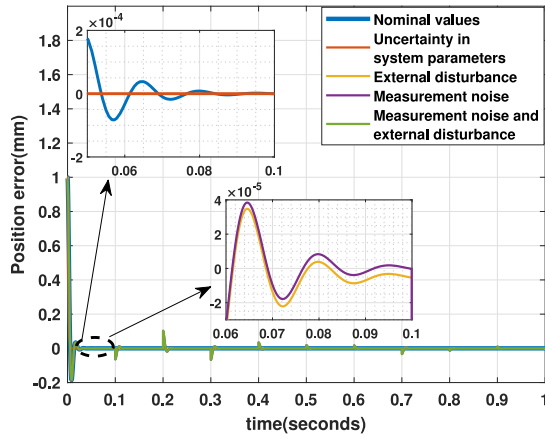 Nominal values
Uncertainty in
system parameters
External disturbance
Measurement noise
Measurement noise and
external disturbance
2 ×10⁻⁴
0
-2
0.06 0.08 0.1
4 ×10⁻⁵
2
0
-2
0.06 0.07 0.08 0.09 0.1
Position error(mm)
1.8
1.6
1.4
1.2
1
0.8
0.6
0.4
0.2
0
-0.2
0 0.1 0.2 0.3 0.4 0.5 0.6 0.7 0.8 0.9 1
time(seconds)